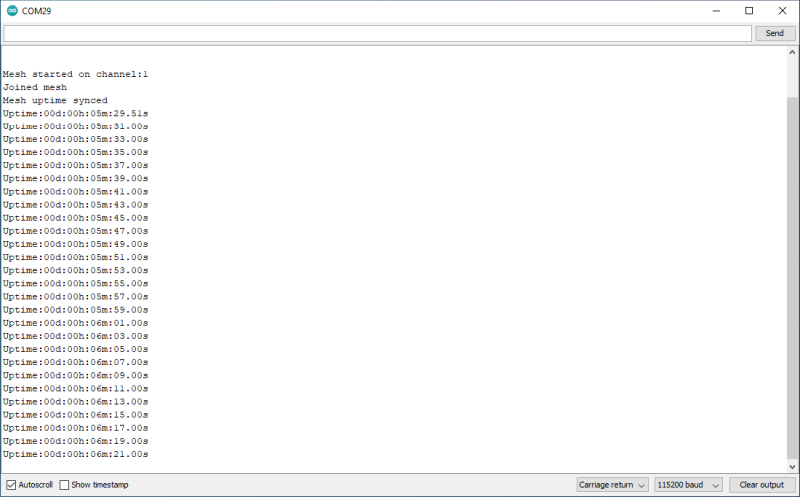 COM29
Send
Mesh started on channel:1
Joined mesh
Mesh uptime synced
Uptime:00d:00h:05m:29.51s
Uptime:00d:00h:05m:31.00s
Uptime:00d:00h:05m:33.00s
Uptime:00d:00h:05m:35.00s
Uptime:00d:00h:05m:37.00s
Uptime:00d:00h:05m:39.00s
Uptime:00d:00h:05m:41.00s
Uptime:00d:00h:05m:43.00s
Uptime:00d:00h:05m:45.00s
Uptime:00d:00h:05m:47.00s
Uptime:00d:00h:05m:49.00s
Uptime:00d:00h:05m:51.00s
Uptime:00d:00h:05m:53.00s
Uptime:00d:00h:05m:55.00s
Uptime:00d:00h:05m:57.00s
Uptime:00d:00h:05m:59.00s
Uptime:00d:00h:06m:01.00s
Uptime:00d:00h:06m:03.00s
Uptime:00d:00h:06m:05.00s
Uptime:00d:00h:06m:07.00s
Uptime:00d:00h:06m:09.00s
Uptime:00d:00h:06m:11.00s
Uptime:00d:00h:06m:13.00s
Uptime:00d:00h:06m:15.00s
Uptime:00d:00h:06m:17.00s
Uptime:00d:00h:06m:19.00s
Uptime:00d:00h:06m:21.00s
Autoscroll Show timestamp Carriage return 115200 baud Clear output